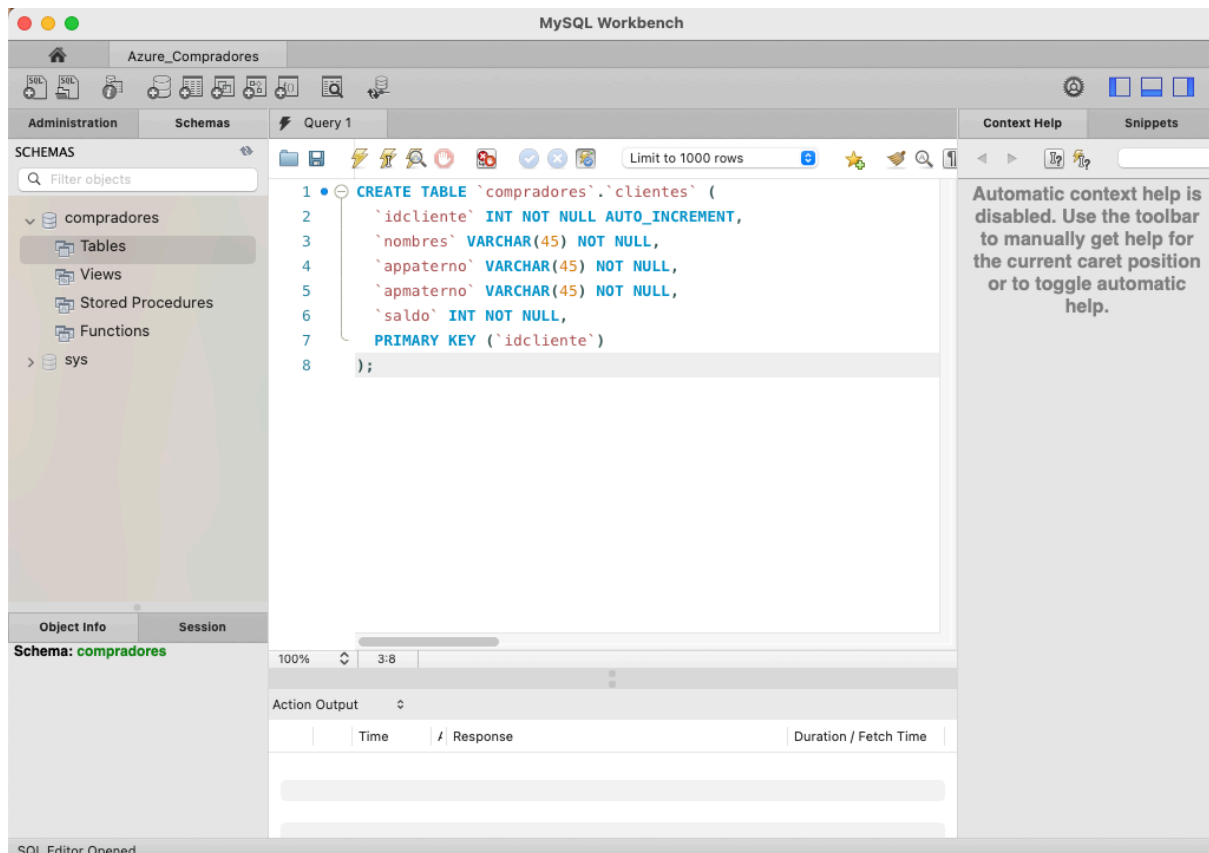 MySQL Workbench
Azure_Compradores
Administration
Schemas
Query 1
Context Help
Snippets
SCHEMAS
Filter objects
Limit to 1000 rows
compradores
Tables
Views
Stored Procedures
Functions
sys
1 CREATE TABLE `compradores`.`clientes` (
2 `idcliente` INT NOT NULL AUTO_INCREMENT,
3 `nombres` VARCHAR(45) NOT NULL,
4 `appaterno` VARCHAR(45) NOT NULL,
5 `apmaterno` VARCHAR(45) NOT NULL,
6 `saldo` INT NOT NULL,
7 PRIMARY KEY (`idcliente`)
8 );
Automatic context help is
disabled. Use the toolbar
to manually get help for
the current caret position
or to toggle automatic
help.
Object Info
Session
Schema: compradores
100%
3:8
Action Output
Time
Response
Duration / Fetch Time
SQL Editor Opened.